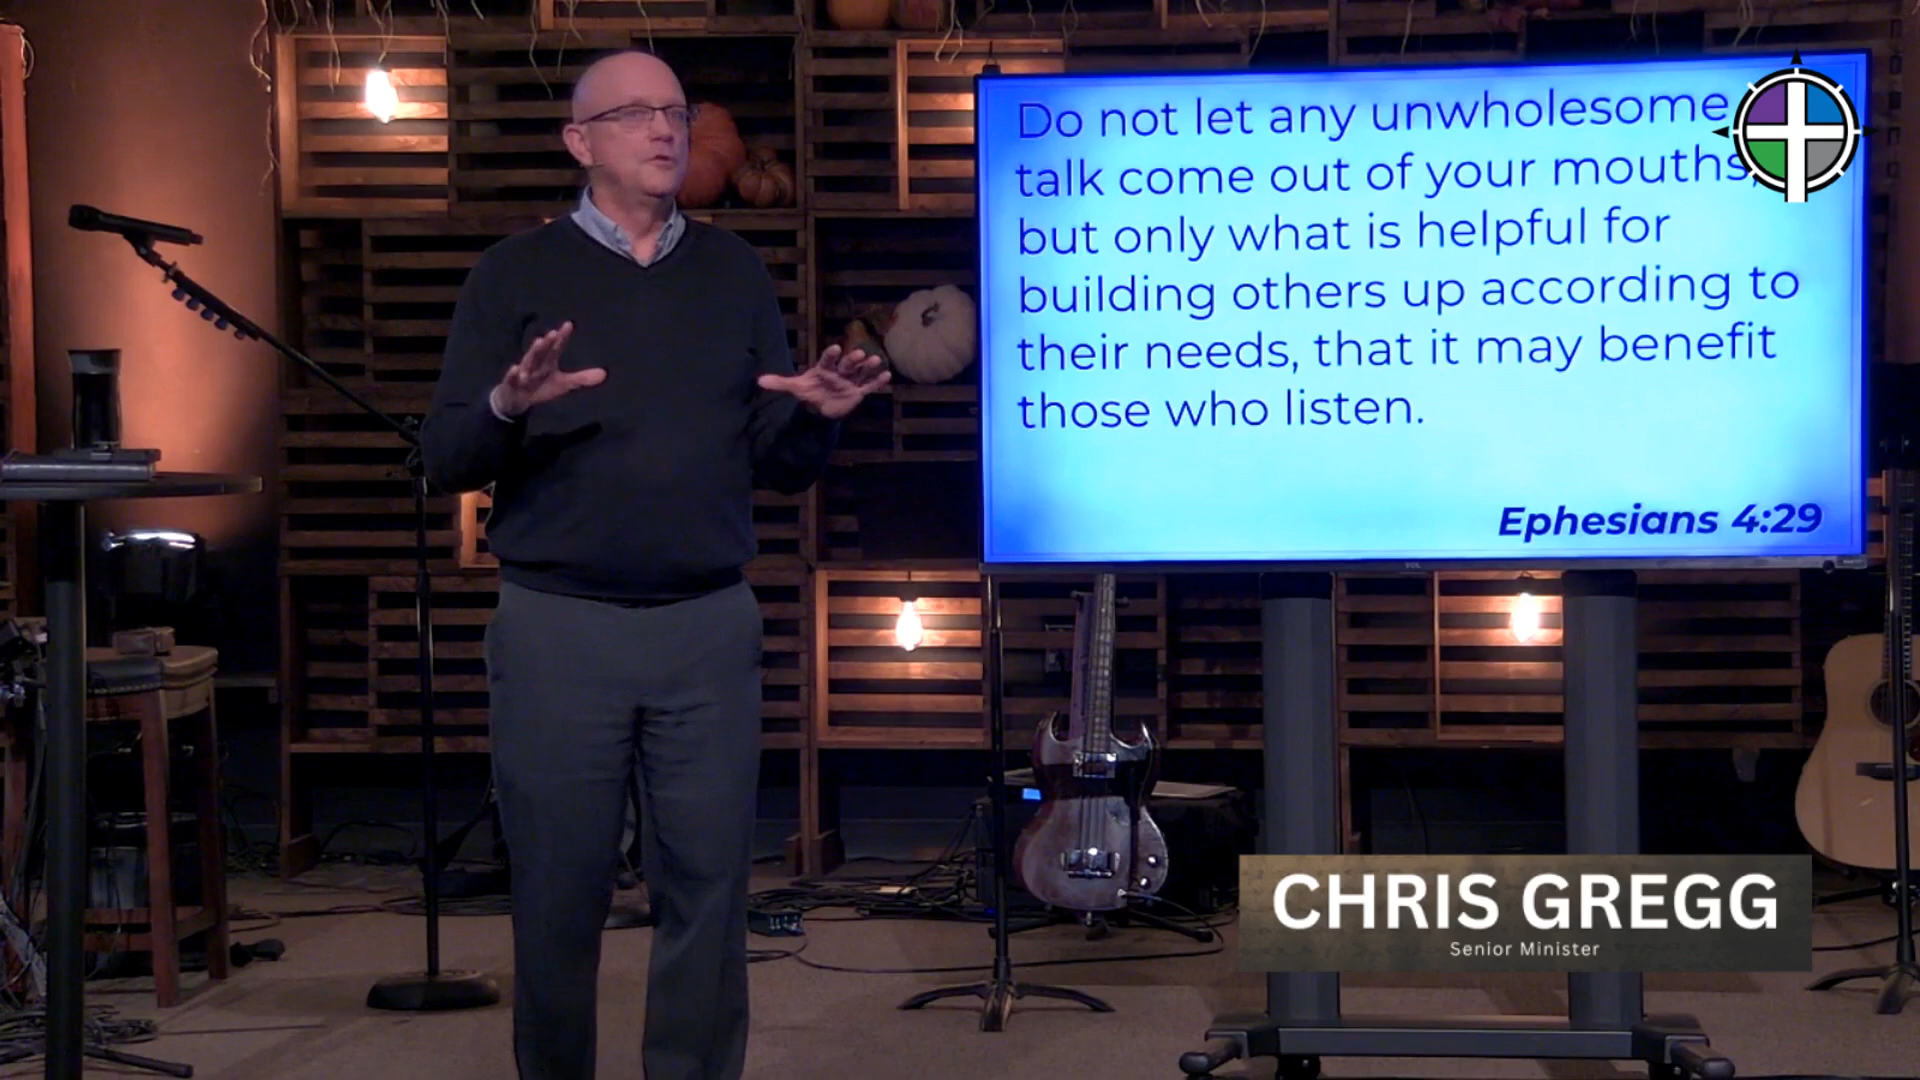 Do not let any unwholesome
talk come out of your mouths,
but only what is helpful for
building others up according to
their needs, that it may benefit
those who listen.
Ephesians 4:29
TCL
CHRIS GREGG
Senior Minister